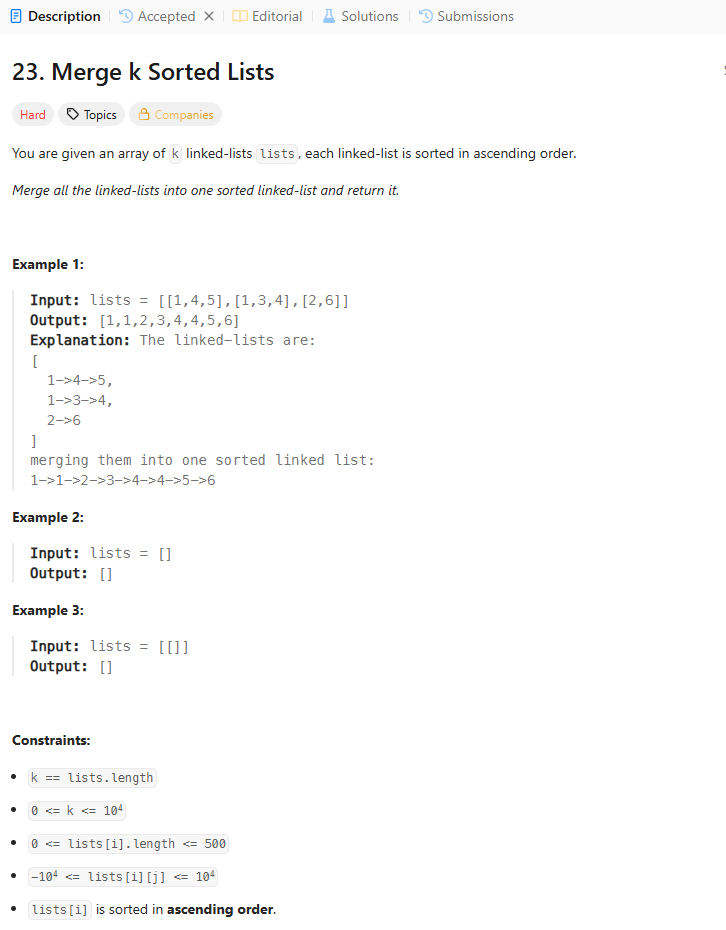 Description Accepted Editorial Solutions Submissions
23. Merge k Sorted Lists
Hard Topics Companies
You are given an array of k linked-lists lists, each linked-list is sorted in ascending order.
Merge all the linked-lists into one sorted linked-list and return it.
Example 1:
Input: lists = [[1,4,5],[1,3,4],[2,6]]
Output: [1,1,2,3,4,4,5,6]
Explanation: The linked-lists are:
[
  1->4->5,
  1->3->4,
  2->6
]
merging them into one sorted linked list:
1->1->2->3->4->4->5->6
Example 2:
Input: lists = []
Output: []
Example 3:
Input: lists = [[]]
Output: []
Constraints:
• k == lists.length
• 0 <= k <= 10⁴
• 0 <= lists[i].length <= 500
• -10⁴ <= lists[i][j] <= 10⁴
• lists[i] is sorted in ascending order.